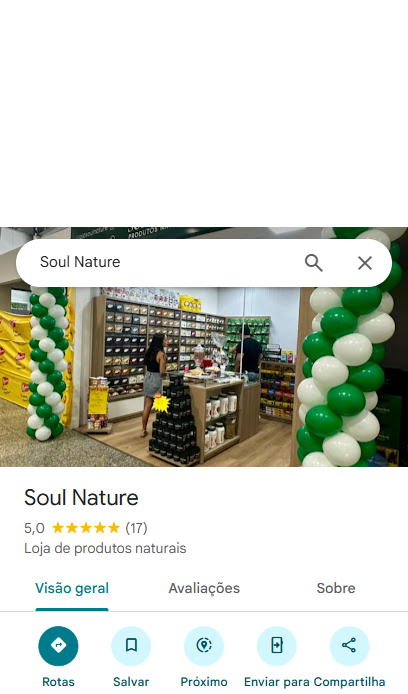 PRODUTOS
Soul Nature
Soul Nature
5,0 (17)
Loja de produtos naturais
Visão geral Avaliações Sobre
Rotas Salvar Próximo Enviar para Compartilha